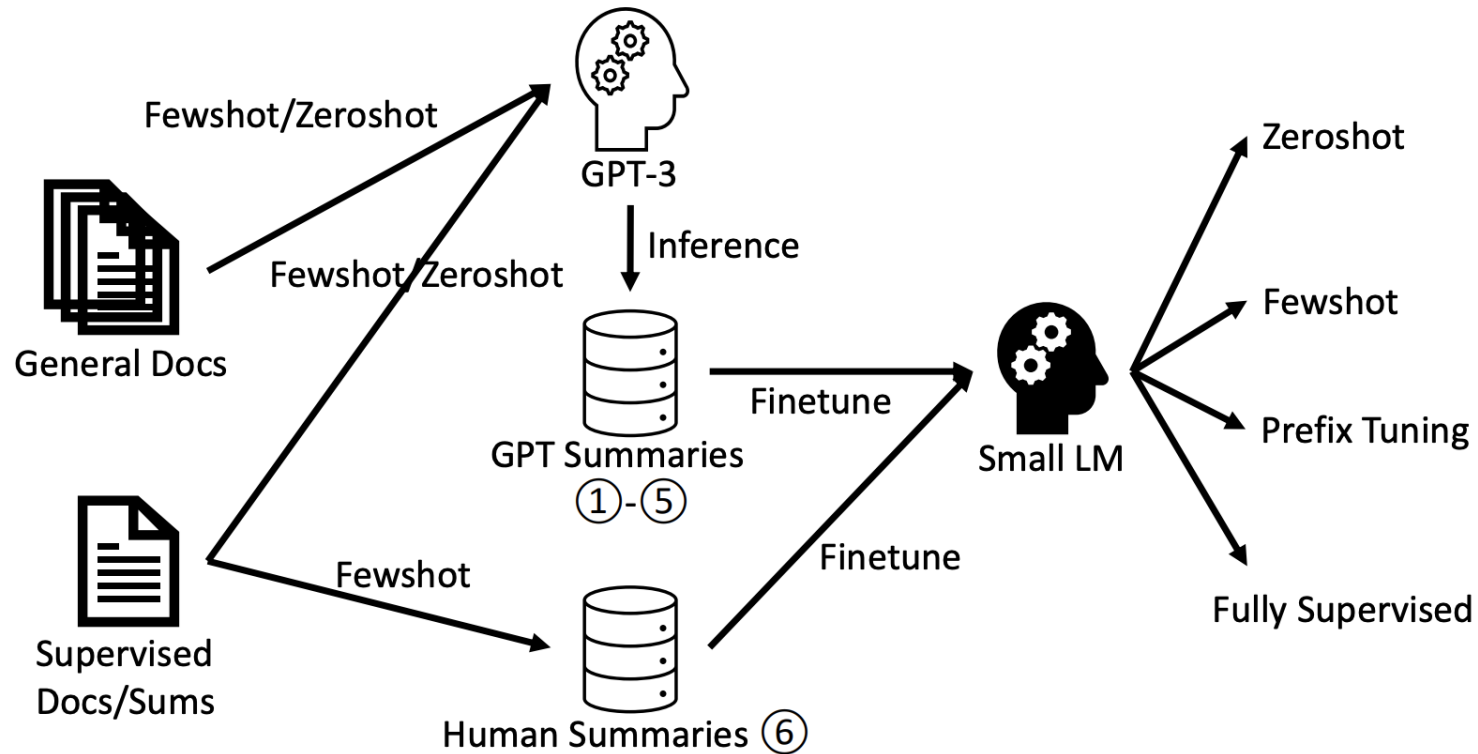 Fewshot/Zeroshot
GPT-3
Zeroshot
Inference
Fewshot/Zeroshot
Fewshot
General Docs
Finetune
Prefix Tuning
GPT Summaries
Small LM
①-⑤
Finetune
Fewshot
Fully Supervised
Supervised
Docs/Sums
Human Summaries ⑥